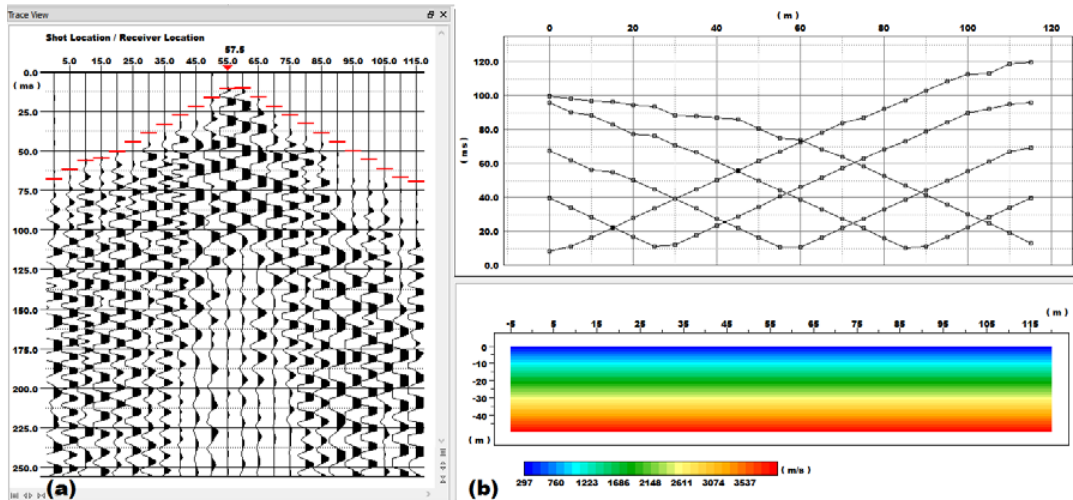 Trace View
Shot Location / Receiver Location
57.5
5.0 15.0 25.0 35.0 45.0 55.0 65.0 75.0 85.0 95.0 105.0 115.0
0.0
( ms )
25.0
50.0
75.0
100.0
125.0
150.0
175.0
200.0
225.0
250.0
(a)
( m )
0 20 40 60 80 100 120
120.0
100.0
80.0
( ms )
60.0
40.0
20.0
0.0
( m )
-5 5 15 25 35 45 55 65 75 85 95 105 115
0
-10
-20
-30
-40
( m )
( m/s )
297 760 1223 1686 2148 2611 3074 3537
(b)